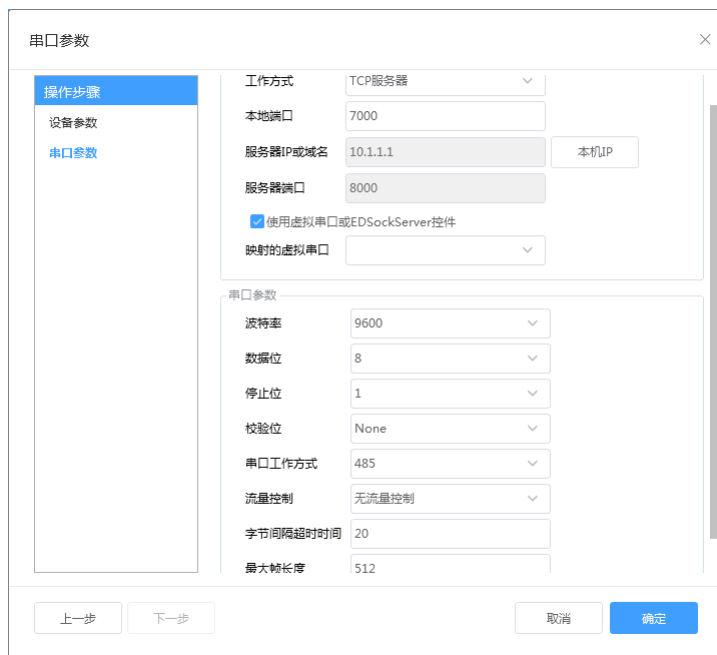 串口参数
操作步骤
设备参数
串口参数
工作方式 TCP服务器
本地端口 7000
服务器IP或域名 10.1.1.1 本机IP
服务器端口 8000
使用虚拟串口或EDSockServer控件
映射的虚拟串口
串口参数
波特率 9600
数据位 8
停止位 1
校验位 None
串口工作方式 485
流量控制 无流量控制
字节间隔超时时间 20
最大帧长度 512
上一步 下一步 取消 确定